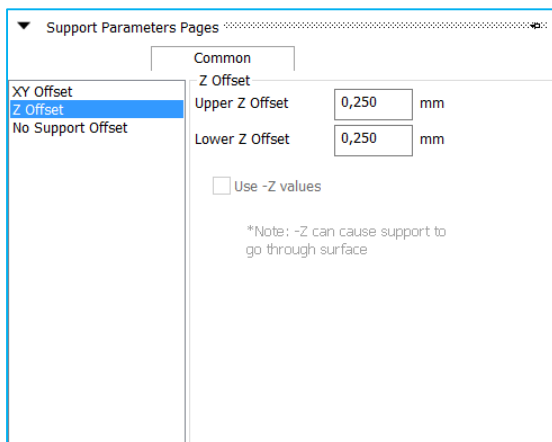 Support Parameters Pages
Common
XY Offset
Z Offset
No Support Offset
Z Offset
Upper Z Offset 0,250 mm
Lower Z Offset 0,250 mm
Use -Z values
*Note: -Z can cause support to
go through surface